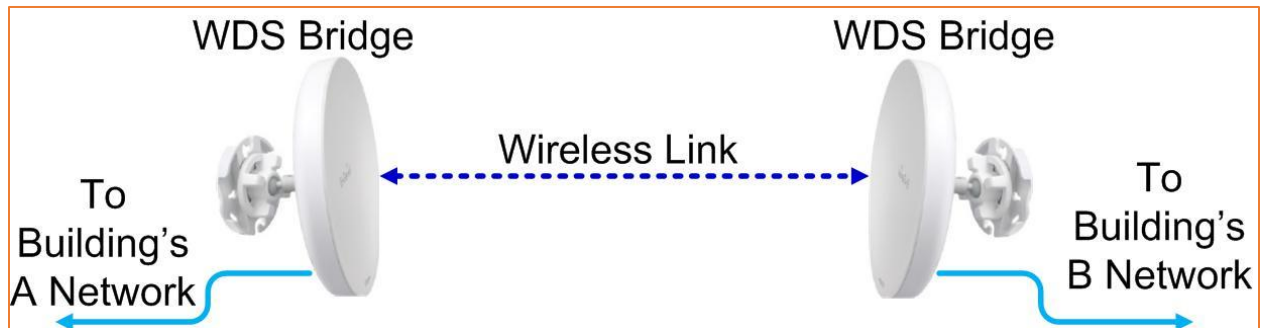 WDS Bridge
WDS Bridge
Wireless Link
To
Building's
A Network
To
Building's
B Network